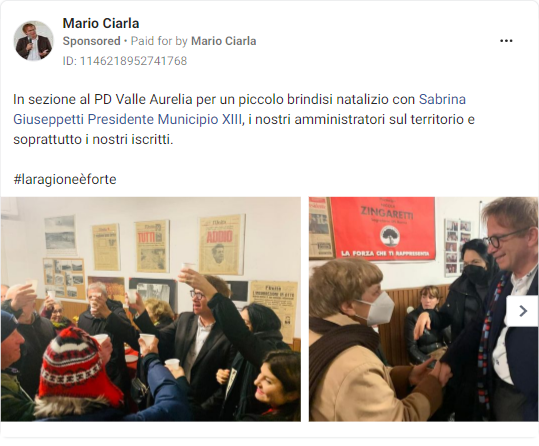 Mario Ciarla
Sponsored • Paid for by Mario Ciarla
ID: 1146218952741768
In sezione al PD Valle Aurelia per un piccolo brindisi natalizio con Sabrina
Giuseppetti Presidente Municipio XIII, i nostri amministratori sul territorio e
soprattutto i nostri iscritti.
#laragioneèforte
TUTTI
l'Unità
ADDIO
l'Unità
ZINGARETTI
LA FORZA CHE TI RAPPRESENTA